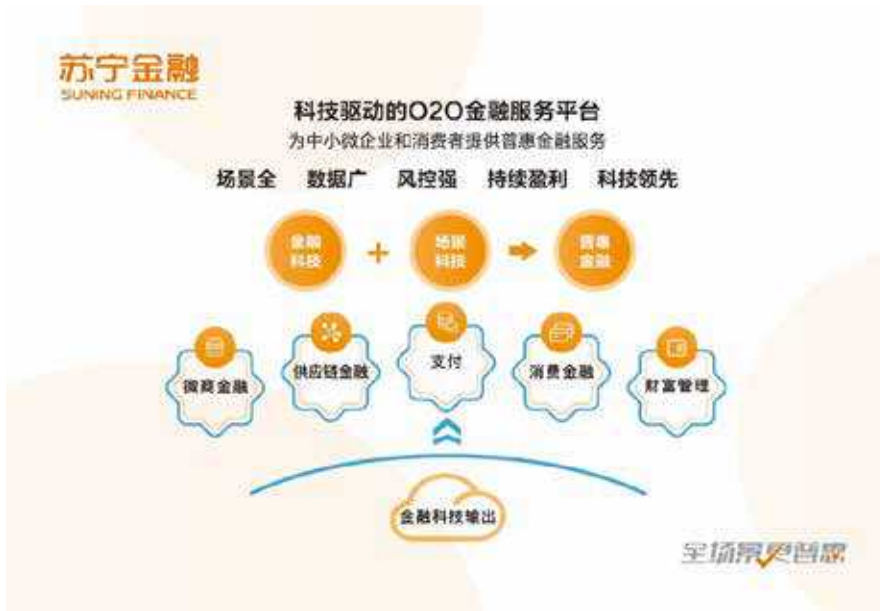 苏宁金融
SUNING FINANCE
科技驱动的O2O金融服务平台
为中小微企业和消费者提供普惠金融服务
场景全 数据广 风控强 持续盈利 科技领先
金融
科技
+
场景
科技
普惠
金融
微商金融
供应链金融
支付
消费金融
财富管理
金融科技输出
全场景更普惠